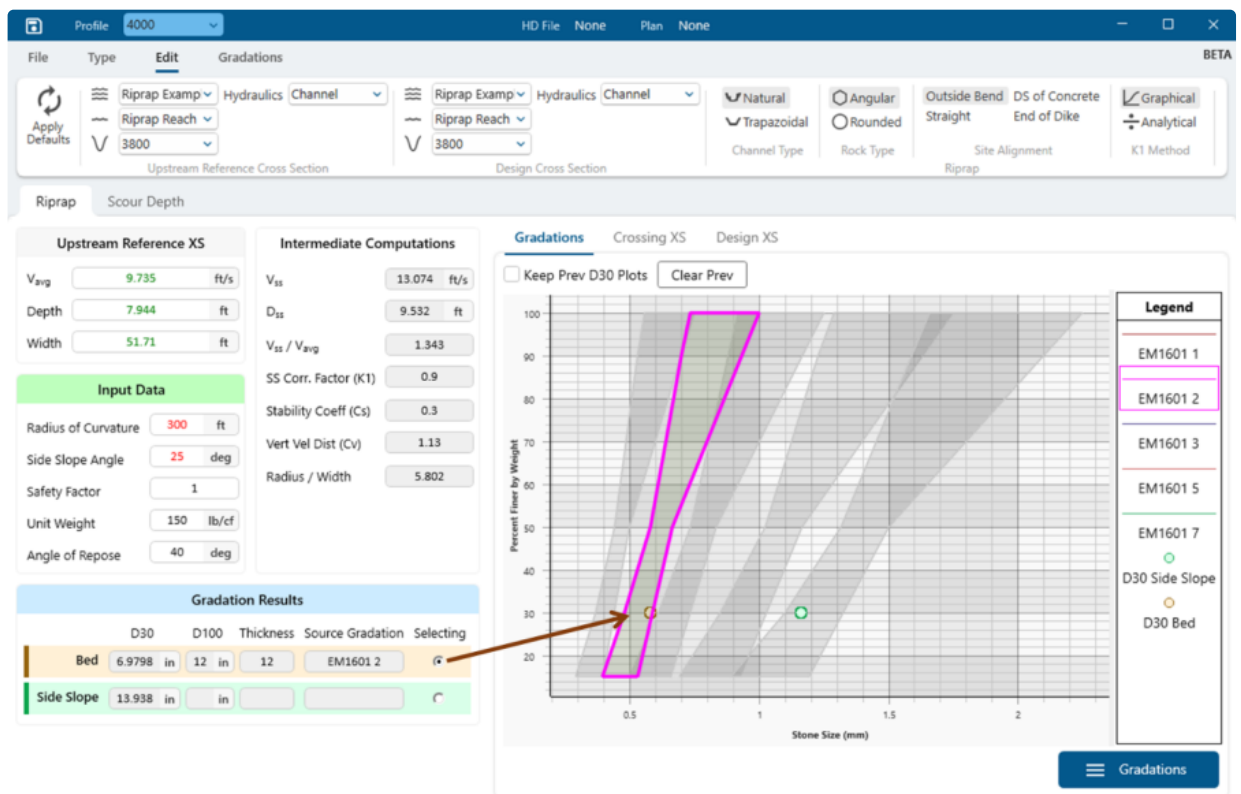 Profile 4000 HD File None Plan None
File Type Edit Gradations BETA
Apply Defaults
Riprap Examp Hydraulics Channel
Riprap Reach
3800
Upstream Reference Cross Section
Riprap Examp Hydraulics Channel
Riprap Reach
3800
Design Cross Section
Natural
Trapazoidal
Channel Type
Angular
Rounded
Rock Type
Outside Bend DS of Concrete
Straight End of Dike
Site Alignment
Graphical
Analytical
K1 Method
Riprap
Riprap Scour Depth
Upstream Reference XS
Vavg 9.735 ft/s
Depth 7.944 ft
Width 51.71 ft
Input Data
Radius of Curvature 300 ft
Side Slope Angle 25 deg
Safety Factor 1
Unit Weight 150 lb/cf
Angle of Repose 40 deg
Intermediate Computations
Vss 13.074 ft/s
Dss 9.532 ft
Vss / Vavg 1.343
SS Corr. Factor (K1) 0.9
Stability Coeff (Cs) 0.3
Vert Vel Dist (Cv) 1.13
Radius / Width 5.802
Gradation Results
D30 D100 Thickness Source Gradation Selecting
Bed 6.9798 in 12 in 12 EM1601 2
Side Slope 13.938 in in
Gradations Crossing XS Design XS
Keep Prev D30 Plots Clear Prev
Percent Finer by Weight
100
90
80
70
60
50
40
30
20
0.5 1 1.5 2
Stone Size (mm)
Legend
EM1601 1
EM1601 2
EM1601 3
EM1601 5
EM1601 7
D30 Side Slope
D30 Bed
Gradations